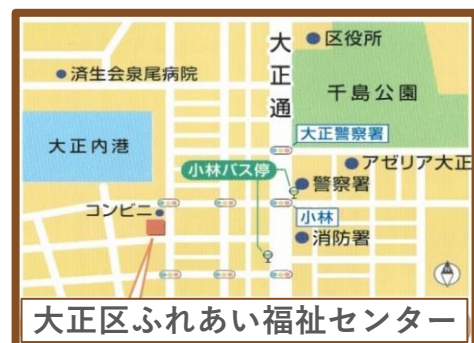 大正通
区役所
済生会泉尾病院
千島公園
大正内港
大正警察署
アゼリア大正
小林バス停
警察署
コンビニ
小林
消防署
大正区ふれあい福祉センター